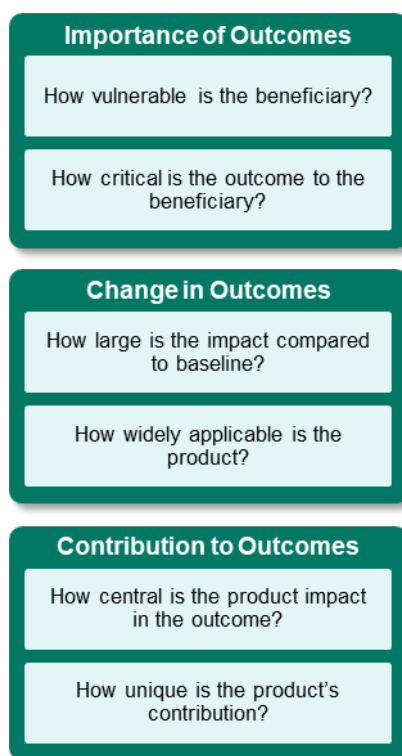 Importance of Outcomes
How vulnerable is the beneficiary?
How critical is the outcome to the
beneficiary?
Change in Outcomes
How large is the impact compared
to baseline?
How widely applicable is the
product?
Contribution to Outcomes
How central is the product impact
in the outcome?
How unique is the product's
contribution?